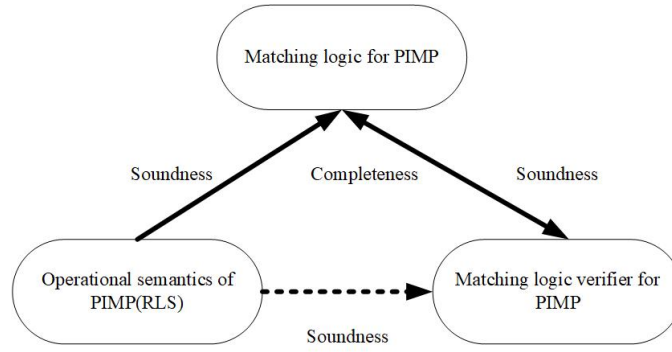 Matching logic for PIMP
Soundness
Completeness
Soundness
Operational semantics of
PIMP(RLS)
Matching logic verifier for
PIMP
Soundness